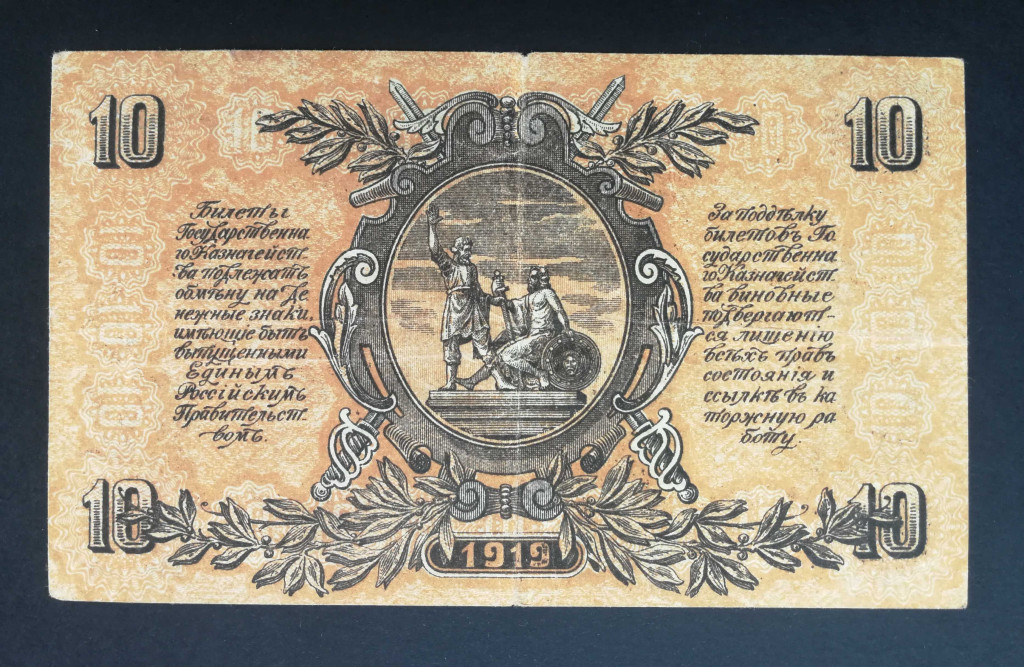 10
10
Билеты
Государственна
го Казначейст
ва подлежатъ
обмѣну на Де
нежные знаки,
имѣющіе быть
выпущенными
Единымъ
Россійскимъ
Правительст-
вомъ.
За поддѣлку
билетовъ Го
сударственна
го Казначейст.
ва виновные
подвергают-
ся лишенію
всѣхъ правъ
состоянія и
ссылкѣ въ ка
торжную ра
боту.
10
10
1919